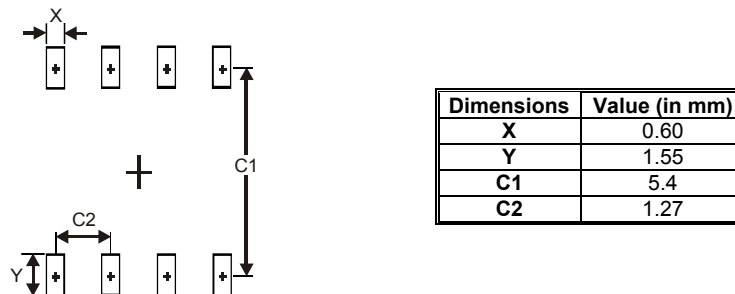 X
C1
C2
Y
Dimensions Value (in mm)
X 0.60
Y 1.55
C1 5.4
C2 1.27